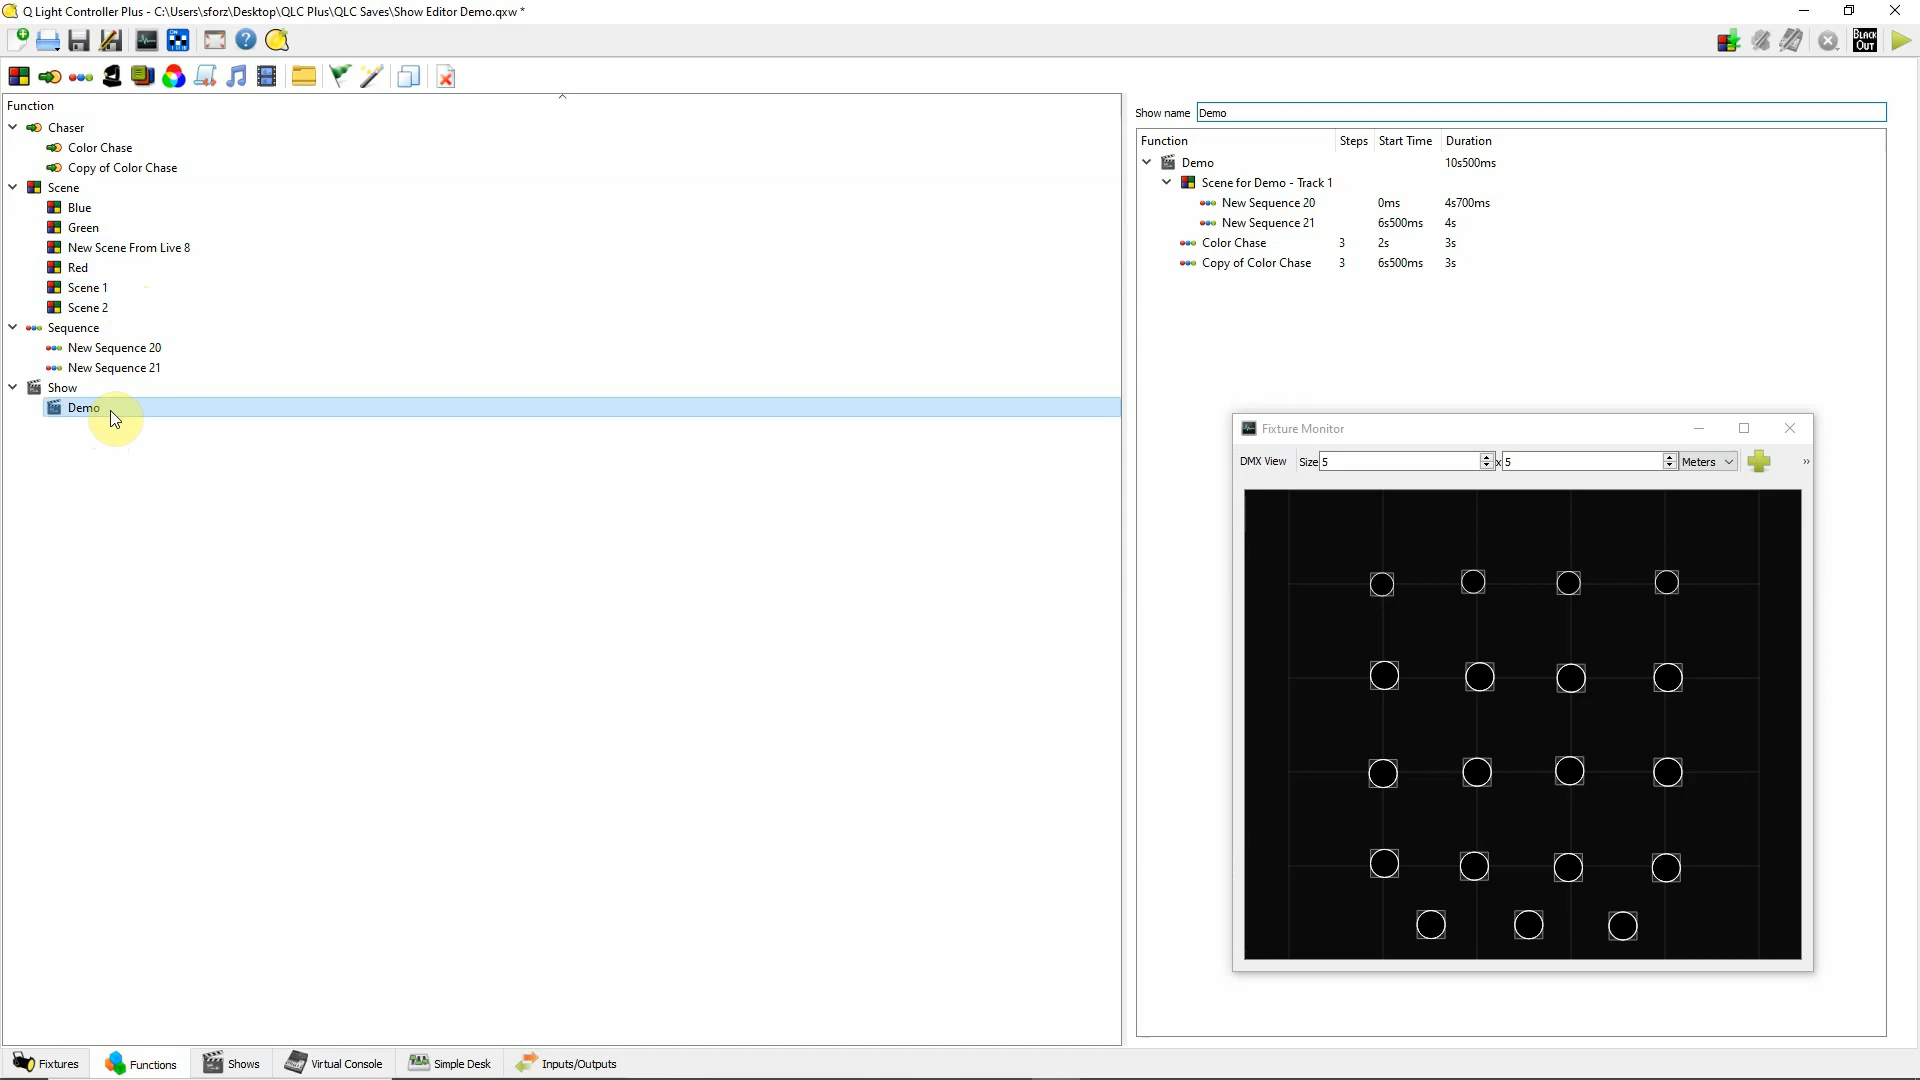 Q Light Controller Plus - C:\Users\sforz\Desktop\QLC Plus\QLC Saves\Show Editor Demo.qxw *
ON
BLACK
OUT
Function
Chaser
Color Chase
Copy of Color Chase
Scene
Blue
Green
New Scene From Live 8
Red
Scene 1
Scene 2
Sequence
New Sequence 20
New Sequence 21
Show
Demo
Show name Demo
Function Steps Start Time Duration
Demo 10s500ms
Scene for Demo - Track 1
New Sequence 20 0ms 4s700ms
New Sequence 21 6s500ms 4s
Color Chase 3 2s 3s
Copy of Color Chase 3 6s500ms 3s
Fixture Monitor
DMX View Size 5 x 5 Meters »
Fixtures Functions Shows Virtual Console Simple Desk Inputs/Outputs